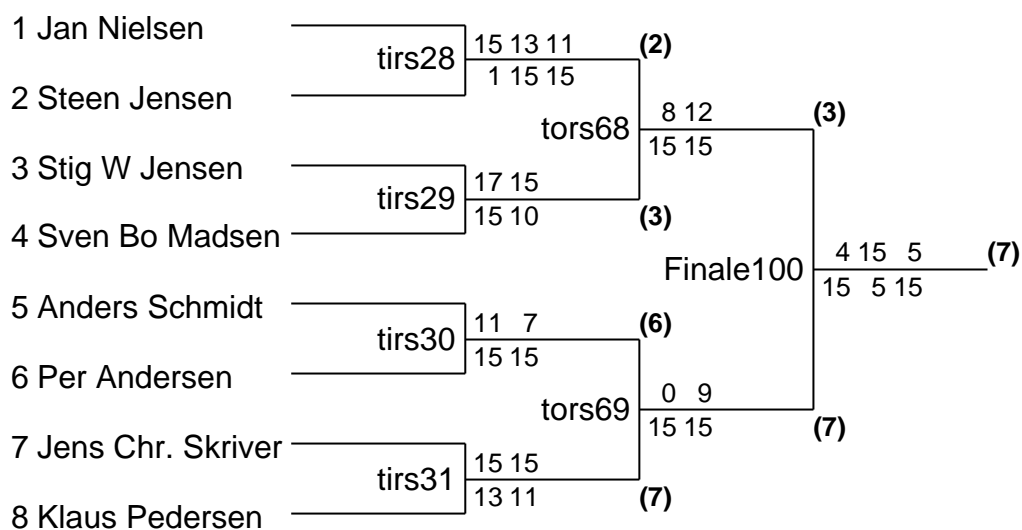 1 Jan Nielsen
tirs28
15 13 11
1 15 15
(2)
2 Steen Jensen
tors68
8 12
15 15
(3)
3 Stig W Jensen
tirs29
17 15
15 10
(3)
4 Sven Bo Madsen
Finale100
4 15 5
15 5 15
(7)
5 Anders Schmidt
tirs30
11 7
15 15
(6)
6 Per Andersen
tors69
0 9
15 15
(7)
7 Jens Chr. Skriver
tirs31
15 15
13 11
(7)
8 Klaus Pedersen